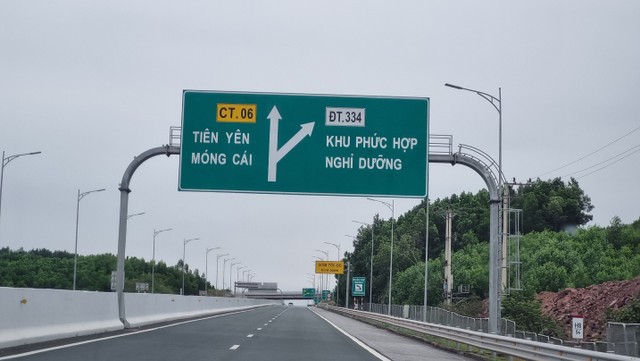 CT.06
TIÊN YÊN
MÓNG CÁI
ĐT.334
KHU PHỨC HỢP
NGHỈ DƯỠNG